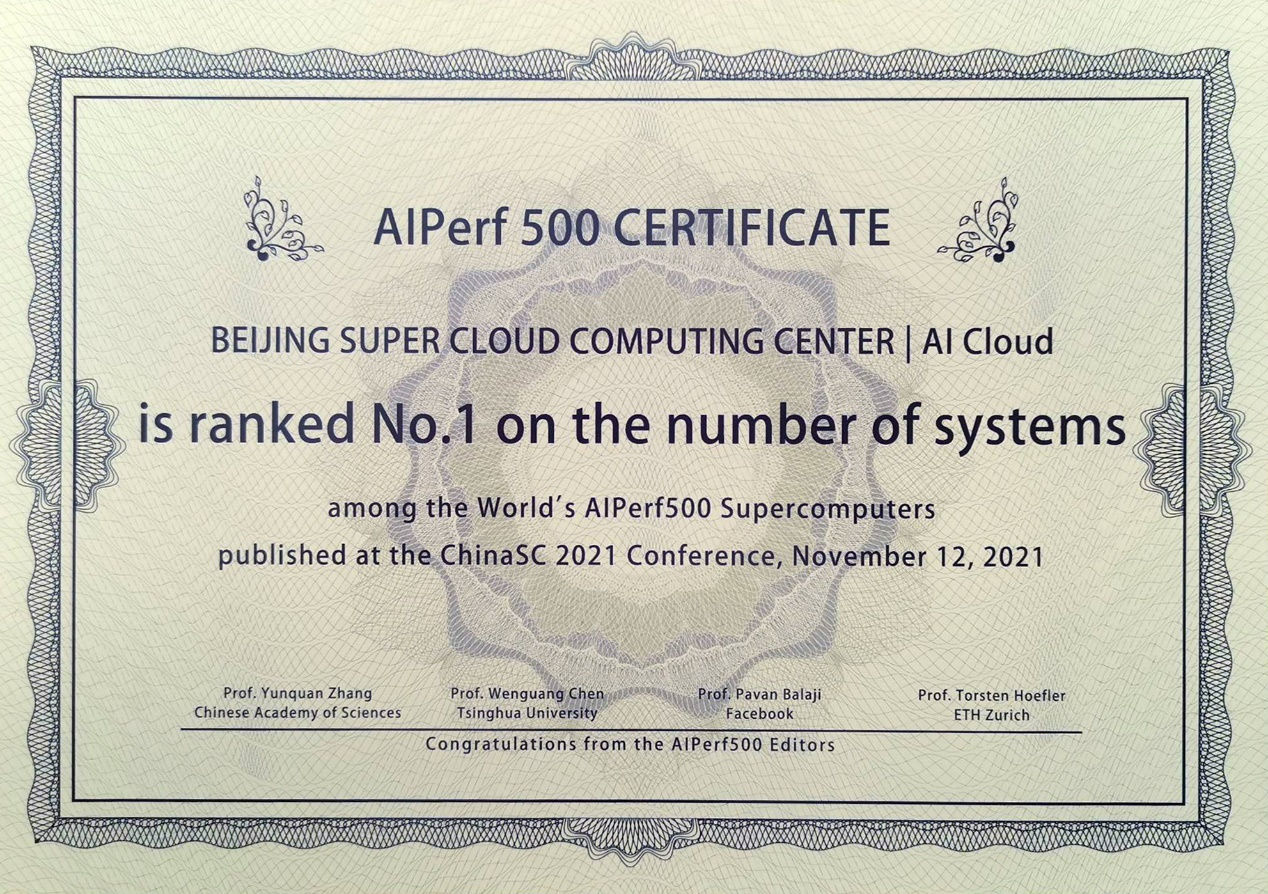 AIPerf 500 CERTIFICATE
BEIJING SUPER CLOUD COMPUTING CENTER | AI Cloud
is ranked No.1 on the number of systems
among the World's AIPerf500 Supercomputers
published at the ChinaSC 2021 Conference, November 12, 2021
Prof. Yunquan Zhang Prof. Wenguang Chen Prof. Pavan Balaji Prof. Torsten Hoefler
Chinese Academy of Sciences Tsinghua University Facebook ETH Zurich
Congratulations from the AIPerf500 Editors